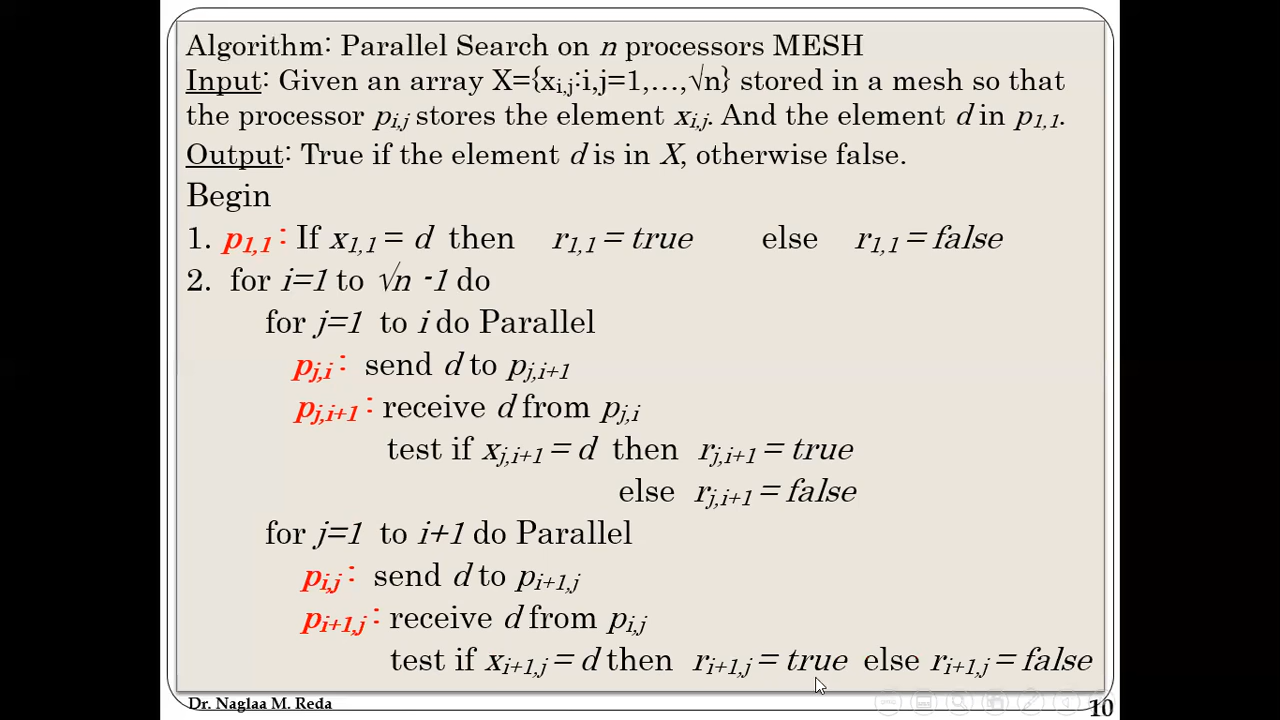 Algorithm: Parallel Search on n processors MESH
Input: Given an array X={xi,j:i,j=1,…,√n} stored in a mesh so that
the processor pi,j stores the element xi,j. And the element d in p1,1.
Output: True if the element d is in X, otherwise false.
Begin
1. p1,1: If x1,1 = d then r1,1 = true else r1,1 = false
2. for i=1 to √n -1 do
for j=1 to i do Parallel
pj,i: send d to pj,i+1
pj,i+1: receive d from pj,i
test if xj,i+1 = d then rj,i+1 = true
else rj,i+1 = false
for j=1 to i+1 do Parallel
pi,j: send d to pi+1,j
pi+1,j: receive d from pi,j
test if xi+1,j = d then ri+1,j = true else ri+1,j = false
Dr. Naglaa M. Reda
10